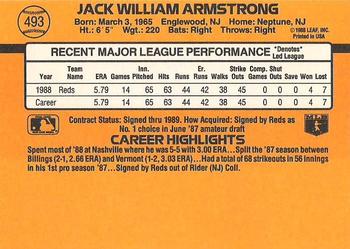 493
JACK WILLIAM ARMSTRONG
Born: March 3, 1965 Englewood, NJ Home: Neptune, NJ
Ht: 6'5" Wgt: 220 Bats: Right Throws: Right
© 1988 LEAF, INC.
PRINTED IN USA
RECENT MAJOR LEAGUE PERFORMANCE *Denotes Led League
Year ERA Games Innings Pitched Hits Runs Er. Runs Walks Strike Outs Comp. Games Shut Outs Saves Won Lost
1988 Reds 5.79 14 65 63 44 42 38 45 0 0 0 4 7
Career 5.79 14 65 63 44 42 38 45 0 0 0 4 7
Contract Status: Signed thru 1989. How Acquired: Signed by Reds as
No. 1 choice in June '87 amateur draft
CAREER HIGHLIGHTS
Spent most of '88 at Nashville where he was 5-5 with 3.00 ERA... Split the '87 season between
Billings (2-1, 2.66 ERA) and Vermont (1-2, 3.03 ERA)...Had a total of 68 strikeouts in 56 innings
in his 1st pro season '87...Signed by Reds out of Rider (NJ) Coll.